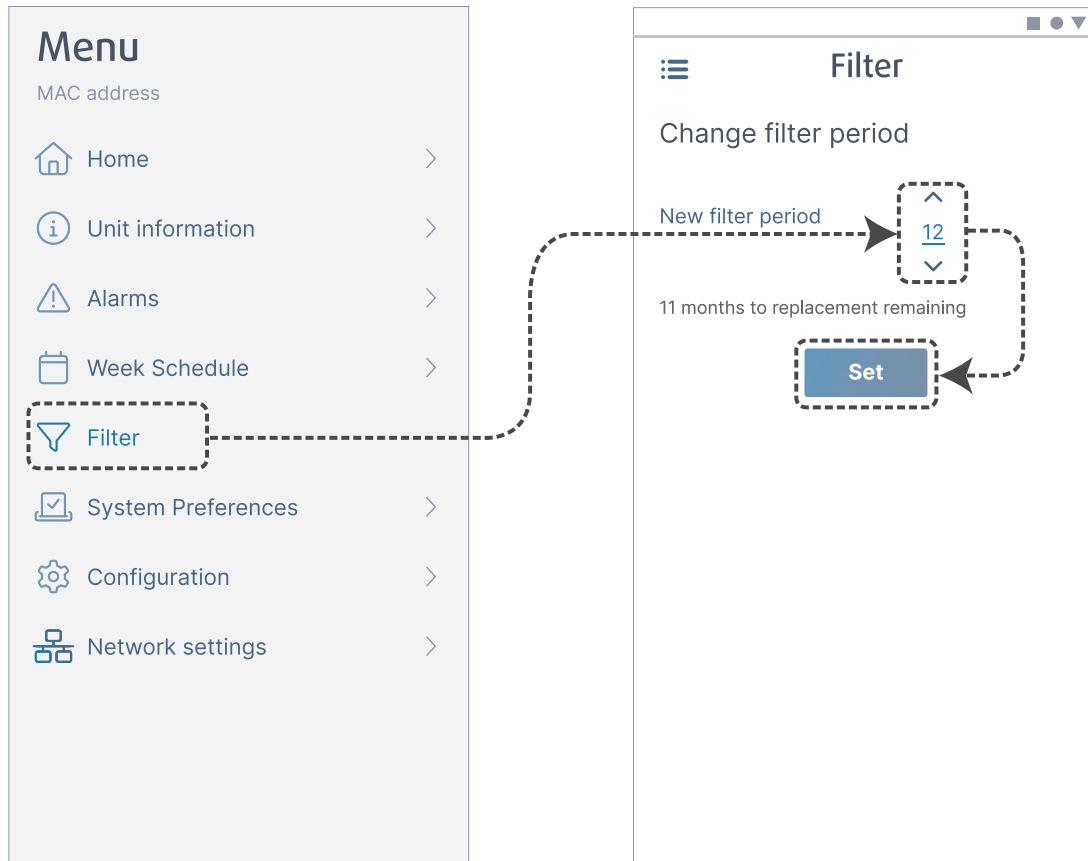 Menu
MAC address
Home
Unit information
Alarms
Week Schedule
Filter
System Preferences
Configuration
Network settings
Filter
Change filter period
New filter period
12
11 months to replacement remaining
Set